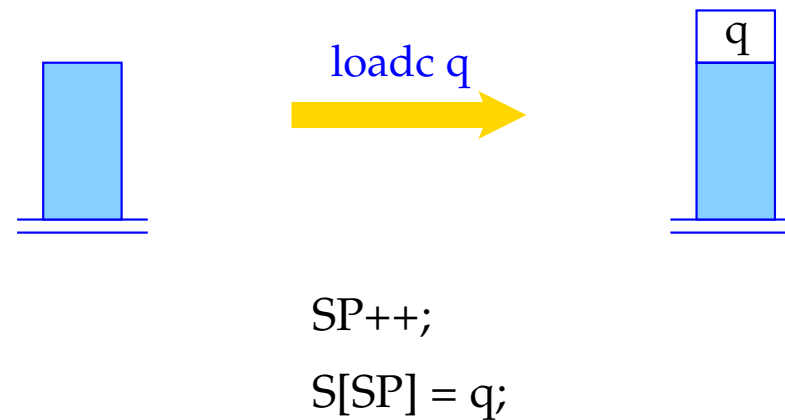 q
loadc q
SP++;
S[SP] = q;